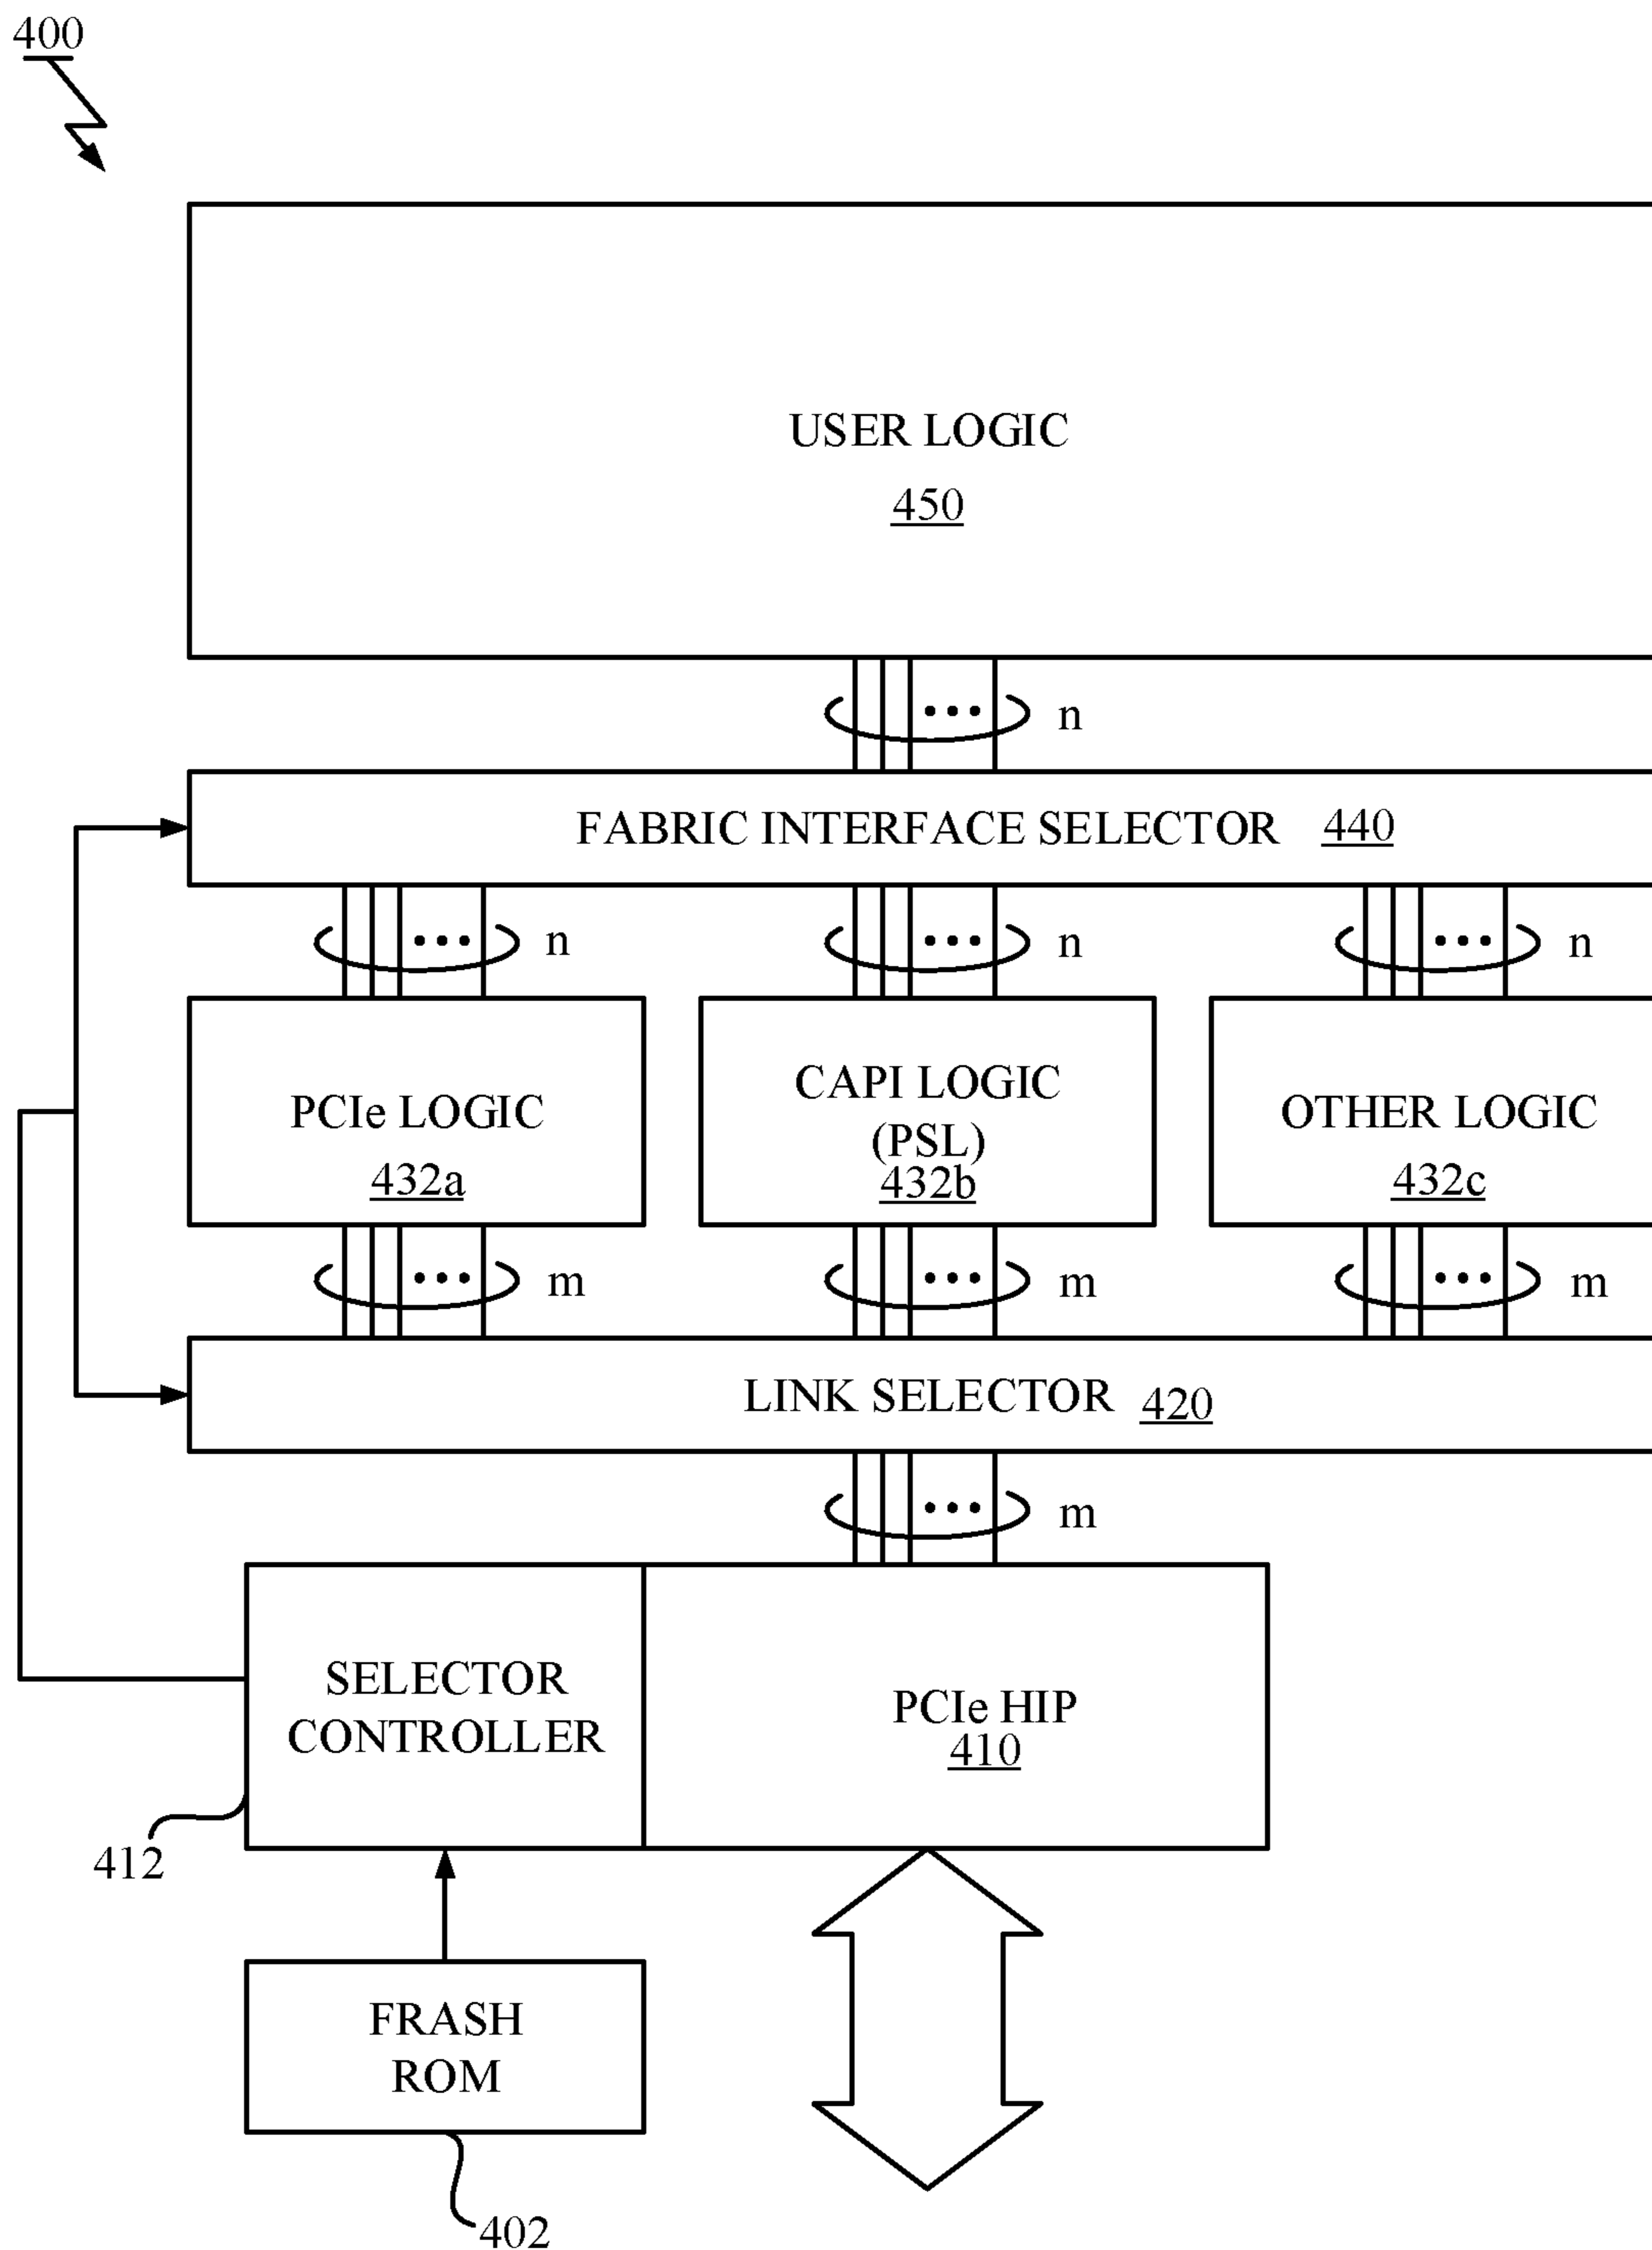 400
USER LOGIC
450
n
FABRIC INTERFACE SELECTOR 440
n
n
n
PCIe LOGIC
432a
CAPI LOGIC
(PSL)
432b
OTHER LOGIC
432c
m
m
m
LINK SELECTOR 420
m
SELECTOR
CONTROLLER
PCIe HIP
410
412
FRASH
ROM
402